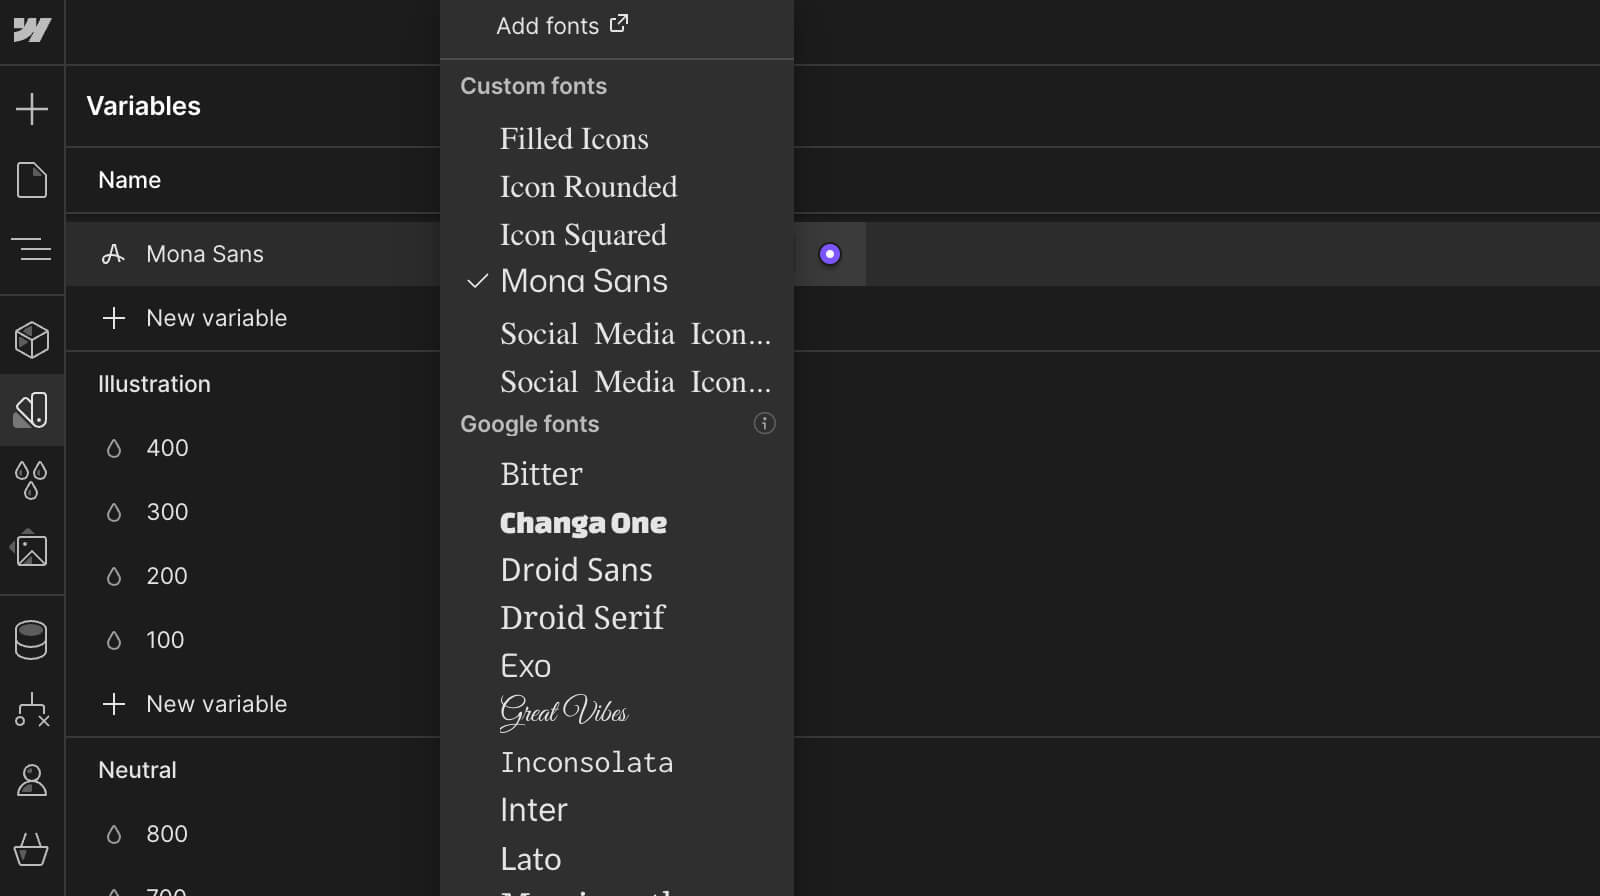 Add fonts
Variables
Name
Mona Sans
New variable
Illustration
400
300
200
100
New variable
Neutral
800
700
Custom fonts
Filled Icons
Icon Rounded
Icon Squared
Mona Sans
Social Media Icon...
Social Media Icon...
Google fonts
Bitter
Changa One
Droid Sans
Droid Serif
Exo
Great Vibes
Inconsolata
Inter
Lato